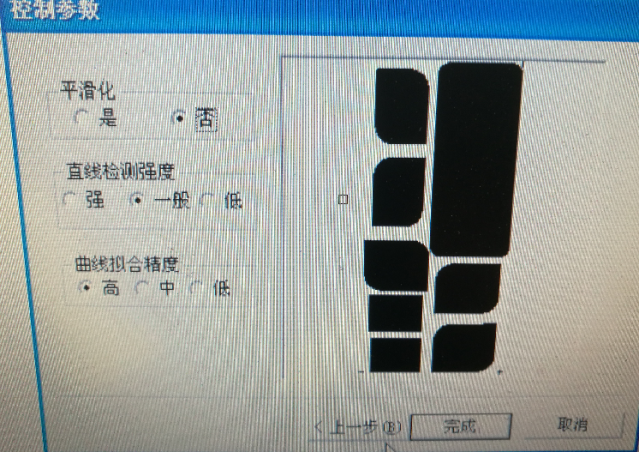 控制参数
平滑化
是 否
直线检测强度
强 一般 低
曲线拟合精度
高 中 低
< 上一步(B) 完成 取消